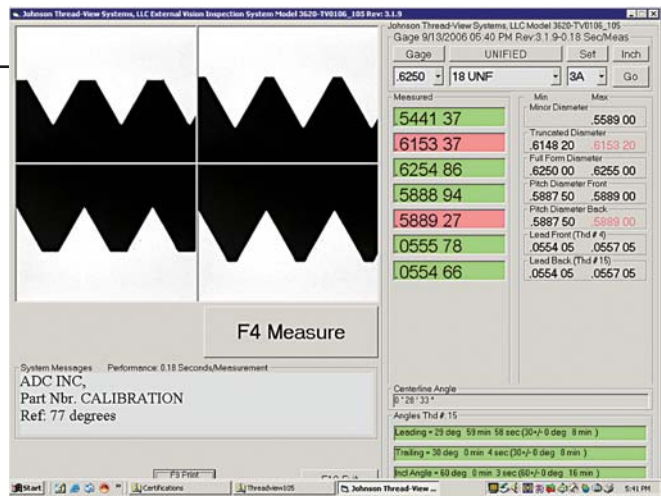 Johnson Thread-View Systems, LLC External Vision Inspection System Model 3620-TV0106_105 Rev: 3.1.9
Johnson Thread-View Systems, LLC Model 3620-TV0106_105
Gage 9/13/2006 05:40 PM Rev:3.1.9-0.18 Sec/Meas
Gage UNIFIED Set Inch
.6250 18 UNF 3A Go
Measured
.5441 37
.6153 37
.6254 86
.5888 94
.5889 27
.0555 78
.0554 66
Min Max
Minor Diameter
.5589 00
Truncated Diameter
.6148 20 .6153 20
Full Form Diameter
.6250 00 .6255 00
Pitch Diameter Front
.5887 50 .5889 00
Pitch Diameter Back
.5887 50 .5889 00
Lead Front (Thd # 4)
.0554 05 .0557 05
Lead Back (Thd # 15)
.0554 05 .0557 05
F4 Measure
System Messages Performance: 0.18 Seconds/Measurement
ADC INC,
Part Nbr. CALIBRATION
Ref: 77 degrees
Centerline Angle
0 ° 28 ' 33 "
Angles Thd #: 15
Leading = 29 deg 59 min 58 sec (30+/- 0 deg 8 min )
Trailing = 30 deg 0 min 4 sec (30+/- 0 deg 8 min )
Incl Angle = 60 deg 0 min 3 sec (60+/- 0 deg 16 min )
F9 Print
F10 Exit
Start
Certifications
Threadview105
Johnson Thread-View ...
5:41 PM